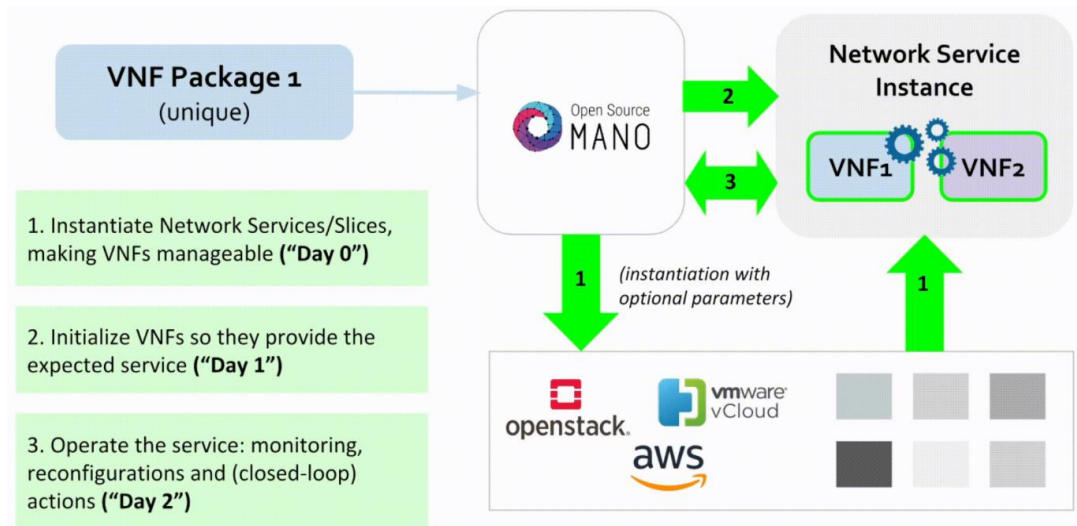 VNF Package 1
(unique)
Open Source
MANO
2
3
Network Service
Instance
VNF1
VNF2
1. Instantiate Network Services/Slices,
making VNFs manageable (“Day 0”)
1
(instantiation with
optional parameters)
1
2. Initialize VNFs so they provide the
expected service (“Day 1”)
3. Operate the service: monitoring,
reconfigurations and (closed-loop)
actions (“Day 2”)
openstack.
vmware®
vCloud
aws